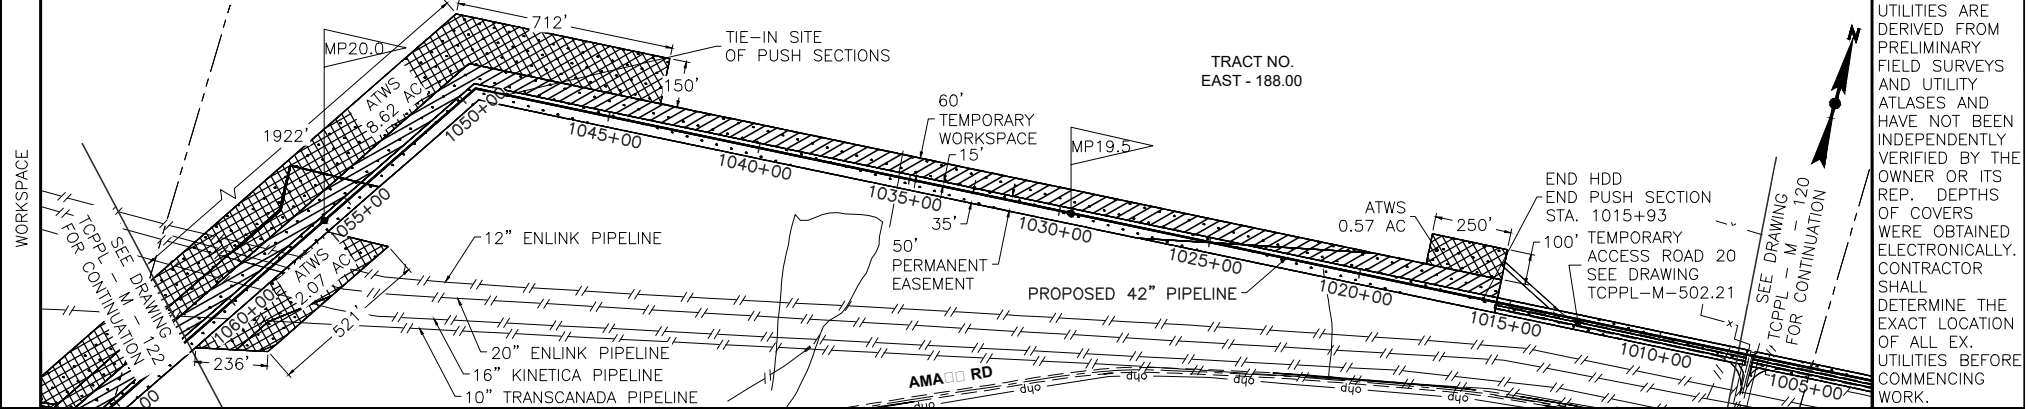 WORKSPACE
712'
MP20.0
TIE-IN SITE
OF PUSH SECTIONS
150'
ATWS
8.62 AC
1922'
1050+00
1045+00
60'
TEMPORARY
WORKSPACE
15'
1040+00
TRACT NO.
EAST - 188.00
MP19.5
1035+00
35'
50'
PERMANENT
EASEMENT
1030+00
1025+00
PROPOSED 42" PIPELINE
1020+00
ATWS
0.57 AC
250'
100'
END HDD
END PUSH SECTION
STA. 1015+93
TEMPORARY
ACCESS ROAD 20
SEE DRAWING
TCPPL-M-502.21
1015+00
1010+00
1005+00
SEE DRAWING
TCPPL - M - 120
FOR CONTINUATION
N
1055+00
ATWS
2.07 AC
1060+00
521'
236'
SEE DRAWING
TCPPL - M - 122
FOR CONTINUATION
00
12" ENLINK PIPELINE
20" ENLINK PIPELINE
16" KINETICA PIPELINE
10" TRANSCANADA PIPELINE
RD
ohp
ohp
ohp
ohp
ohp
ohp
UTILITIES ARE
DERIVED FROM
PRELIMINARY
FIELD SURVEYS
AND UTILITY
ATLASES AND
HAVE NOT BEEN
INDEPENDENTLY
VERIFIED BY THE
OWNER OR ITS
REP. DEPTHS
OF COVERS
WERE OBTAINED
ELECTRONICALLY.
CONTRACTOR
SHALL
DETERMINE THE
EXACT LOCATION
OF ALL EX.
UTILITIES BEFORE
COMMENCING
WORK.